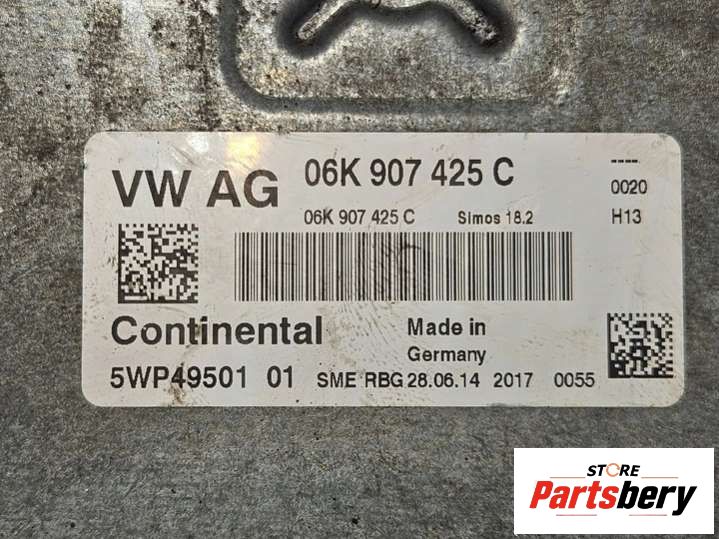 VW AG 06K 907 425 C ----
0020
06K 907 425 C Simos 18.2 H13
Continental Made in
Germany
5WP49501 01 SME RBG 28.06.14 2017 0055
STORE
Partsbery